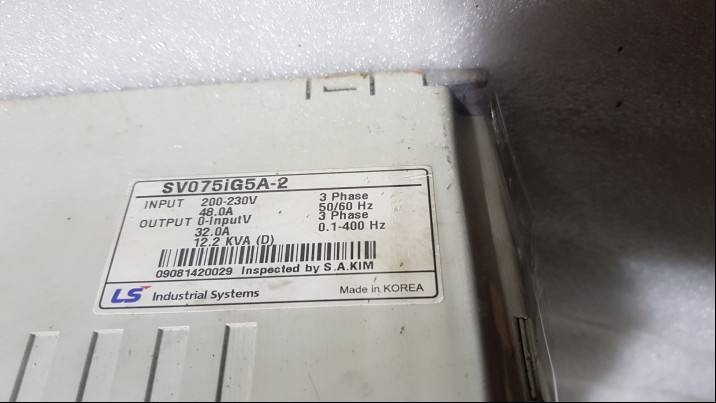 SV075iG5A-2
INPUT 200-230V 3 Phase
48.0A 50/60 Hz
OUTPUT 0-InputV 3 Phase
32.0A 0.1-400 Hz
12.2 KVA (D)
09081420029 Inspected by S.A.KIM
LS Industrial Systems Made in KOREA